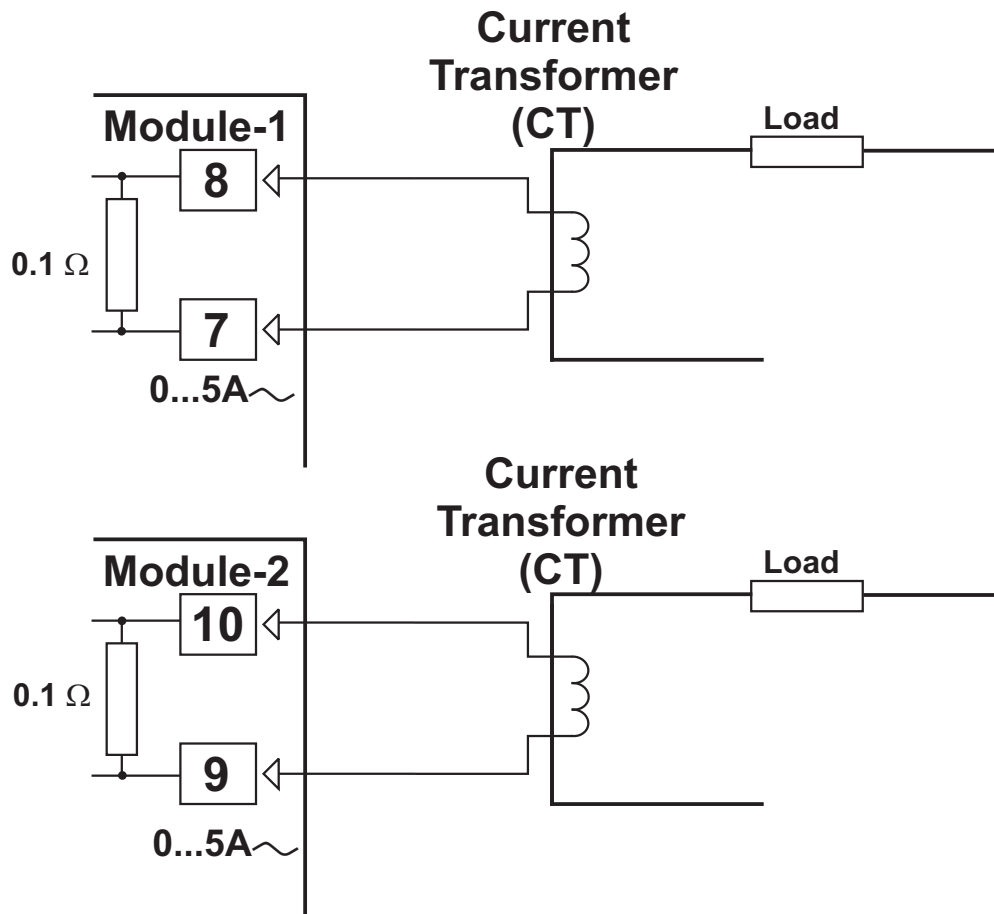 Current
Transformer
(CT)
Module-1
Load
8
0.1 Ω
7
0...5A
Current
Transformer
(CT)
Module-2
Load
10
0.1 Ω
9
0...5A